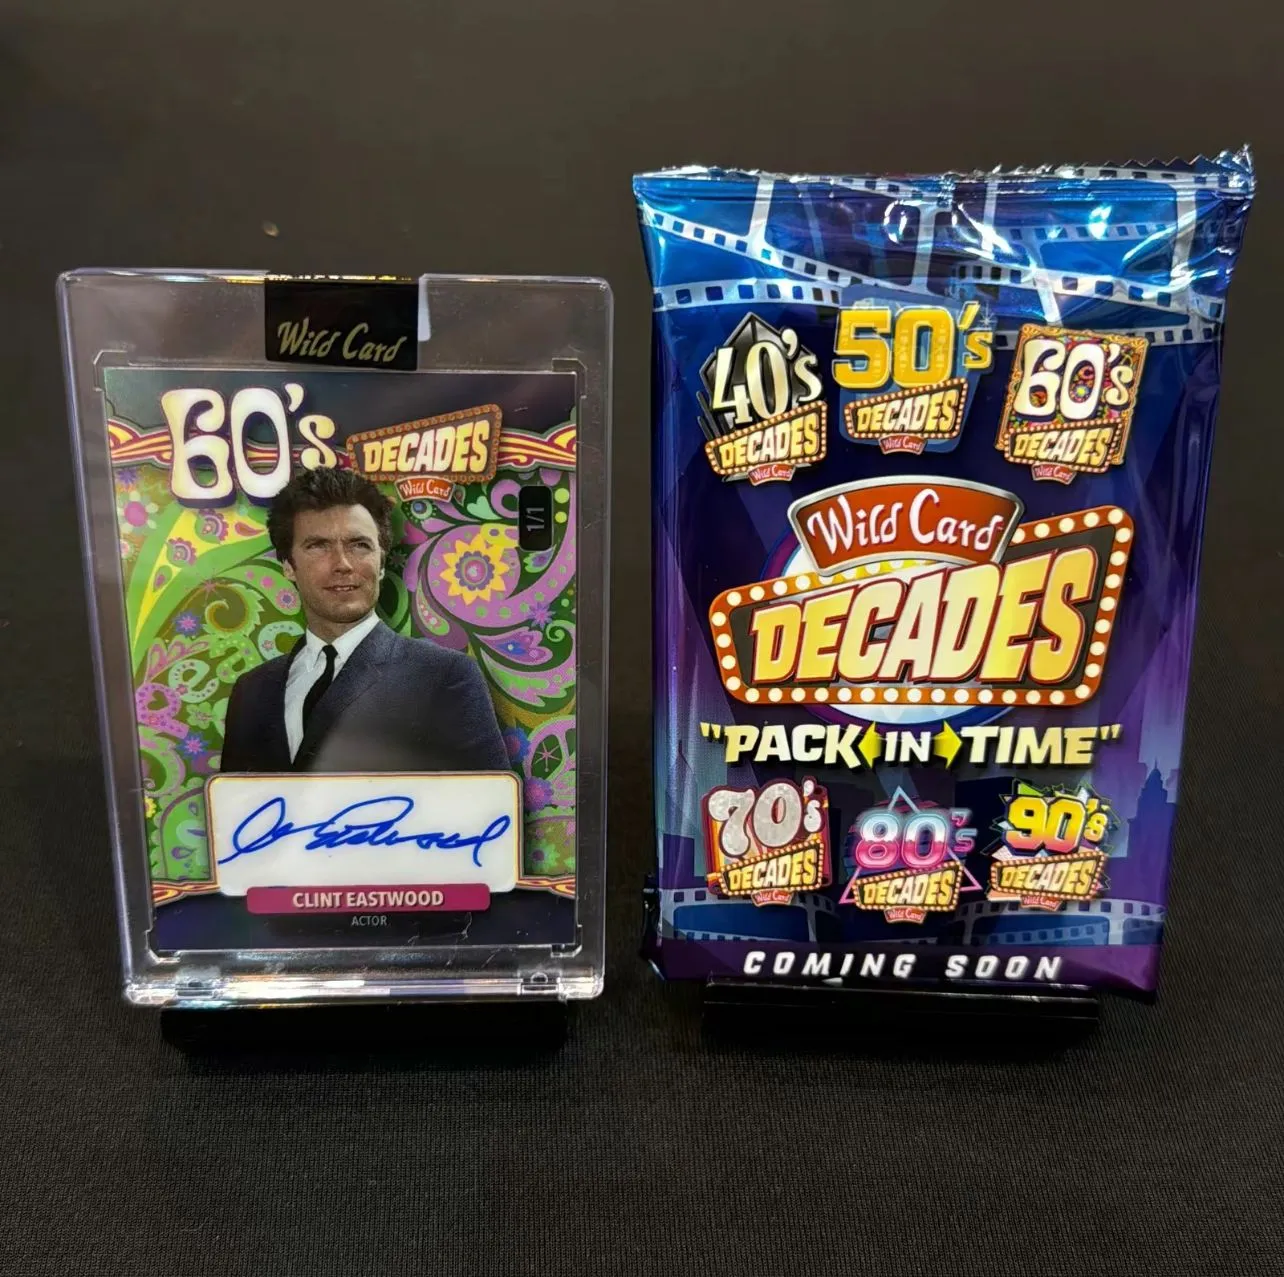 Wild Card
60's
DECADES
Wild Card
1/1
Clint Eastwood
CLINT EASTWOOD
ACTOR
40's
DECADES
Wild Card
50's
DECADES
Wild Card
60's
DECADES
Wild Card
Wild Card
DECADES
"PACK IN TIME"
70's
DECADES
Wild Card
80's
DECADES
Wild Card
90's
DECADES
Wild Card
COMING SOON